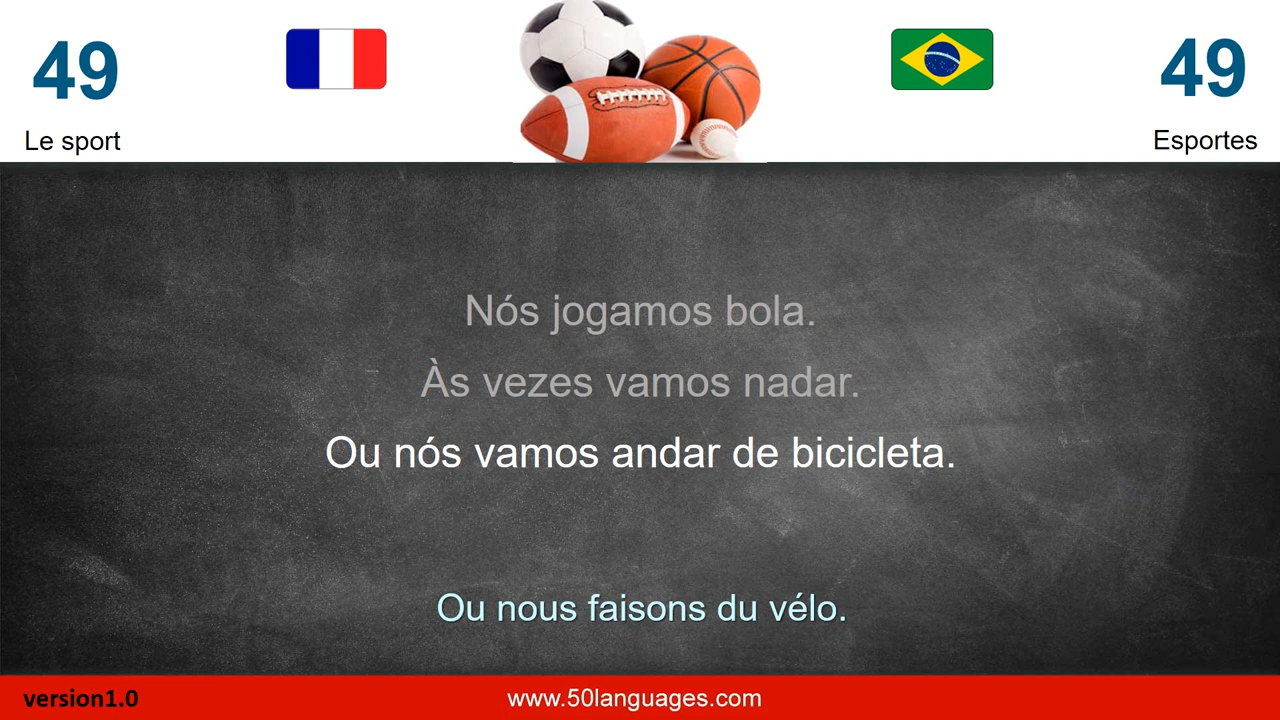 49
Le sport
49
Esportes
Nós jogamos bola.
Às vezes vamos nadar.
Ou nós vamos andar de bicicleta.
Ou nous faisons du vélo.
version1.0
www.50languages.com